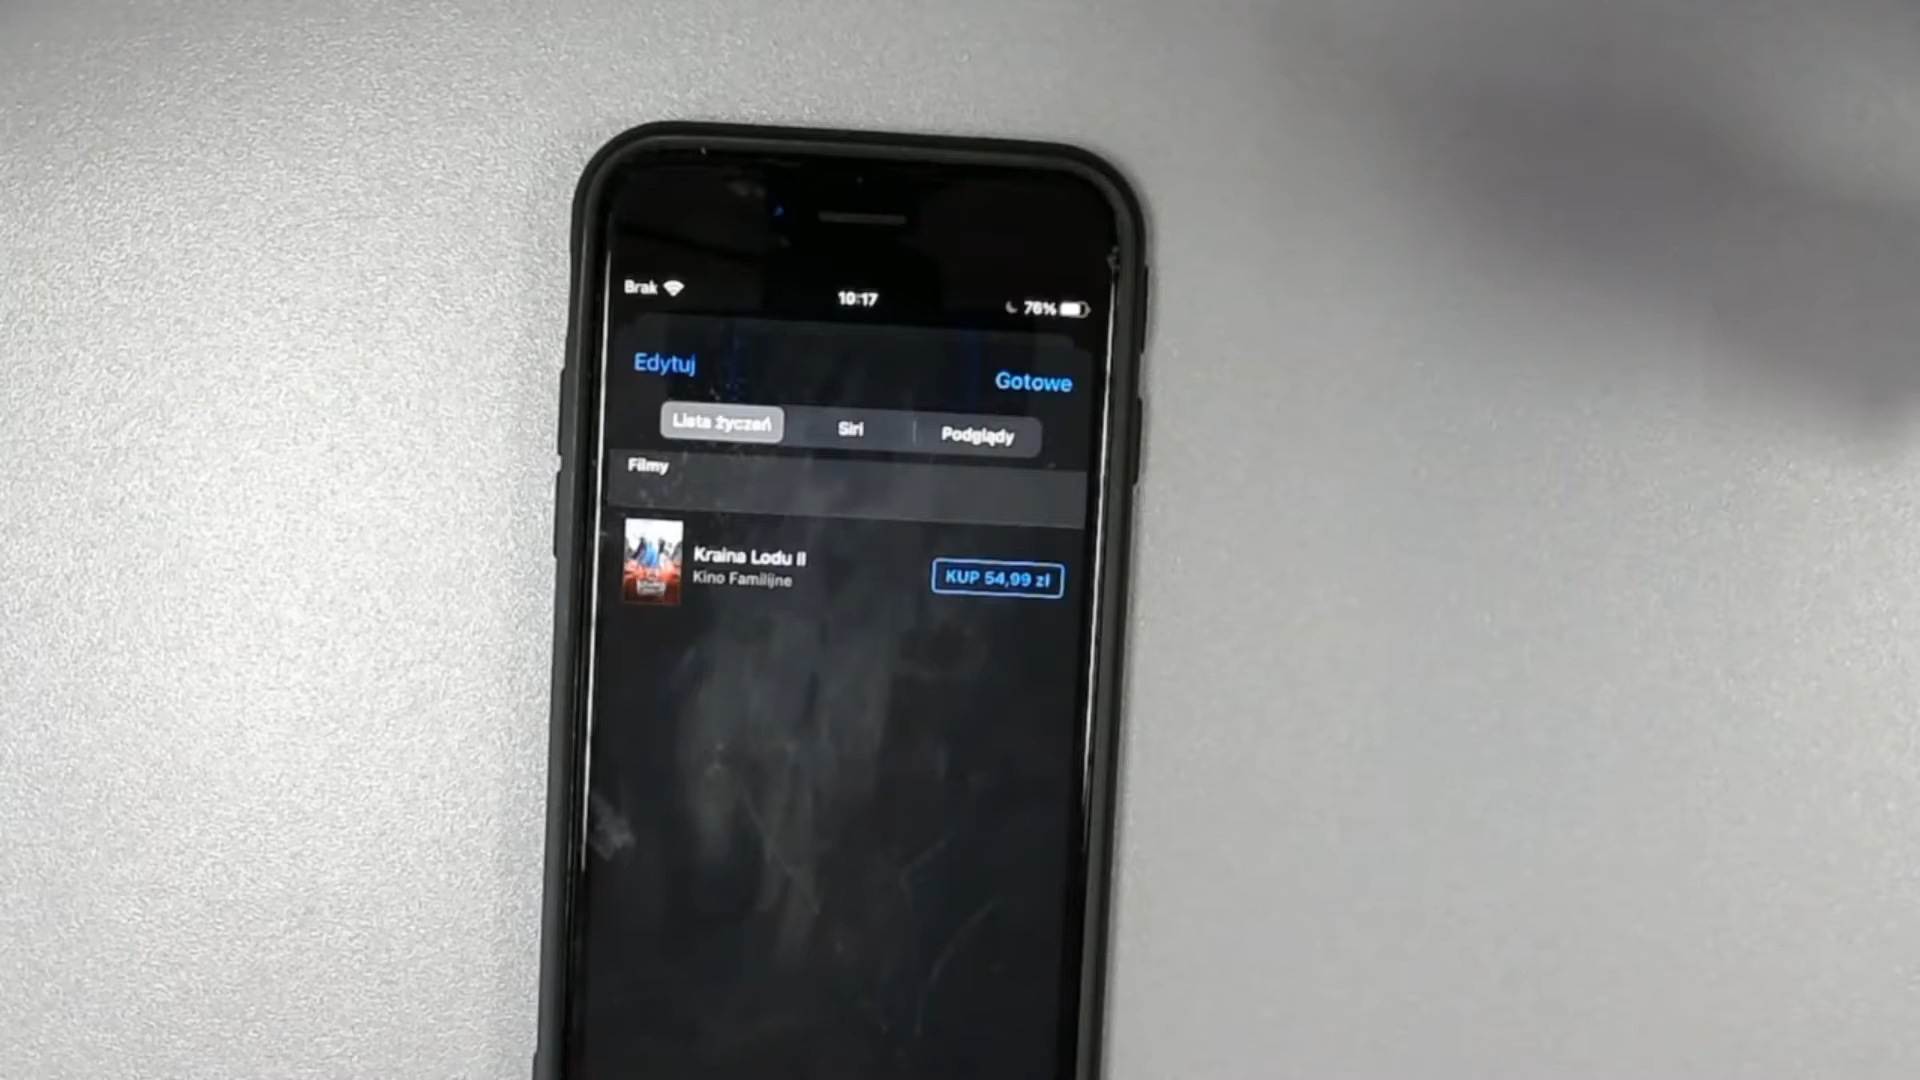 Brak
10:17
76%
Edytuj
Gotowe
Lista życzeń
Siri
Podglądy
Filmy
Kraina Lodu II
Kino Familijne
KUP 54,99 zł